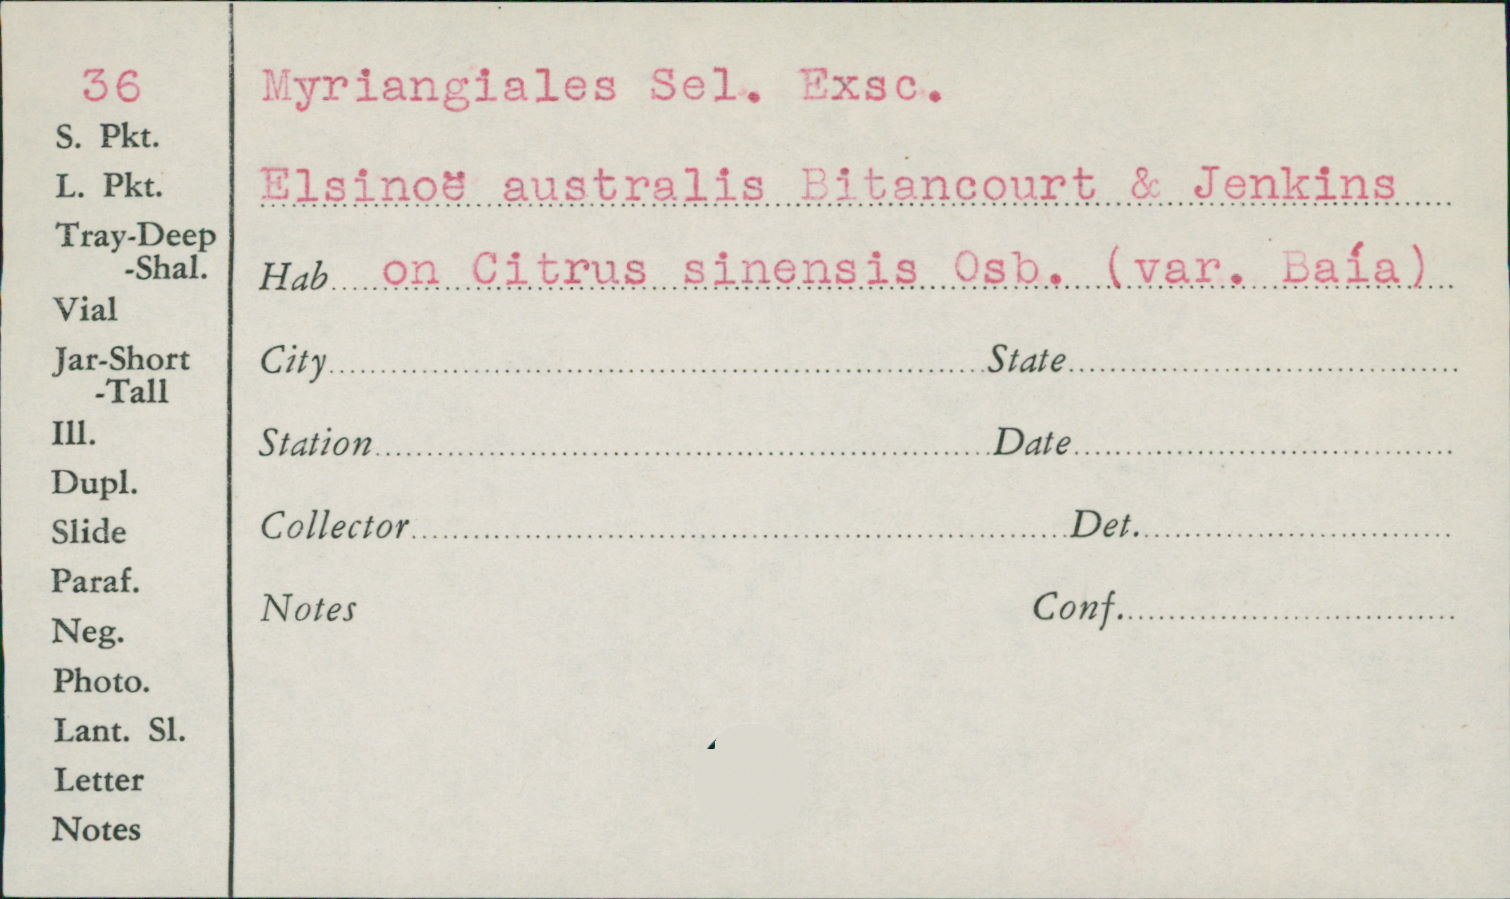 36
S. Pkt.
L. Pkt.
Tray-Deep
-Shal.
Vial
Jar-Short
-Tall
Ill.
Dupl.
Slide
Paraf.
Neg.
Photo.
Lant. Sl.
Letter
Notes
Myriangiales Sel. Exsc.
Elsinoë australis Bitancourt & Jenkins
Hab on Citrus sinensis Osb. (var. Baía)
City State
Station Date
Collector Det.
Notes Conf.